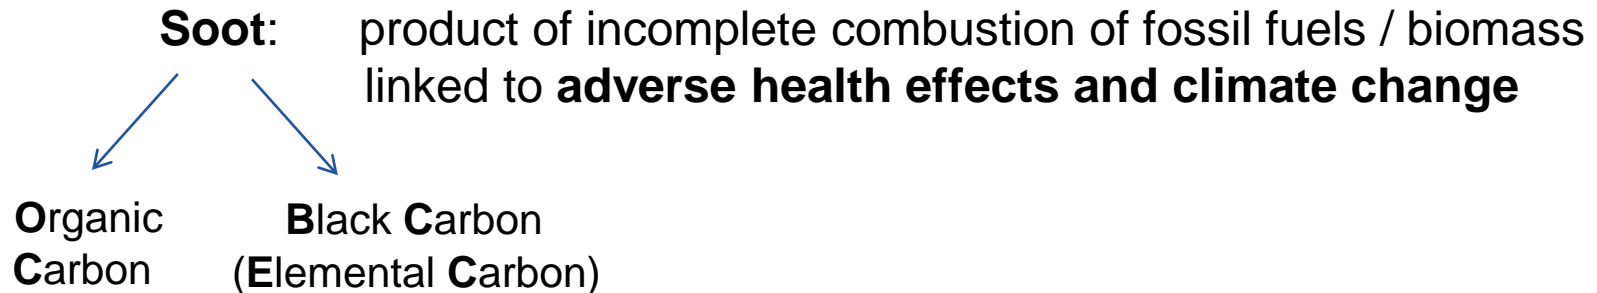 Soot: product of incomplete combustion of fossil fuels / biomass
linked to adverse health effects and climate change
Organic
Carbon
Black Carbon
(Elemental Carbon)